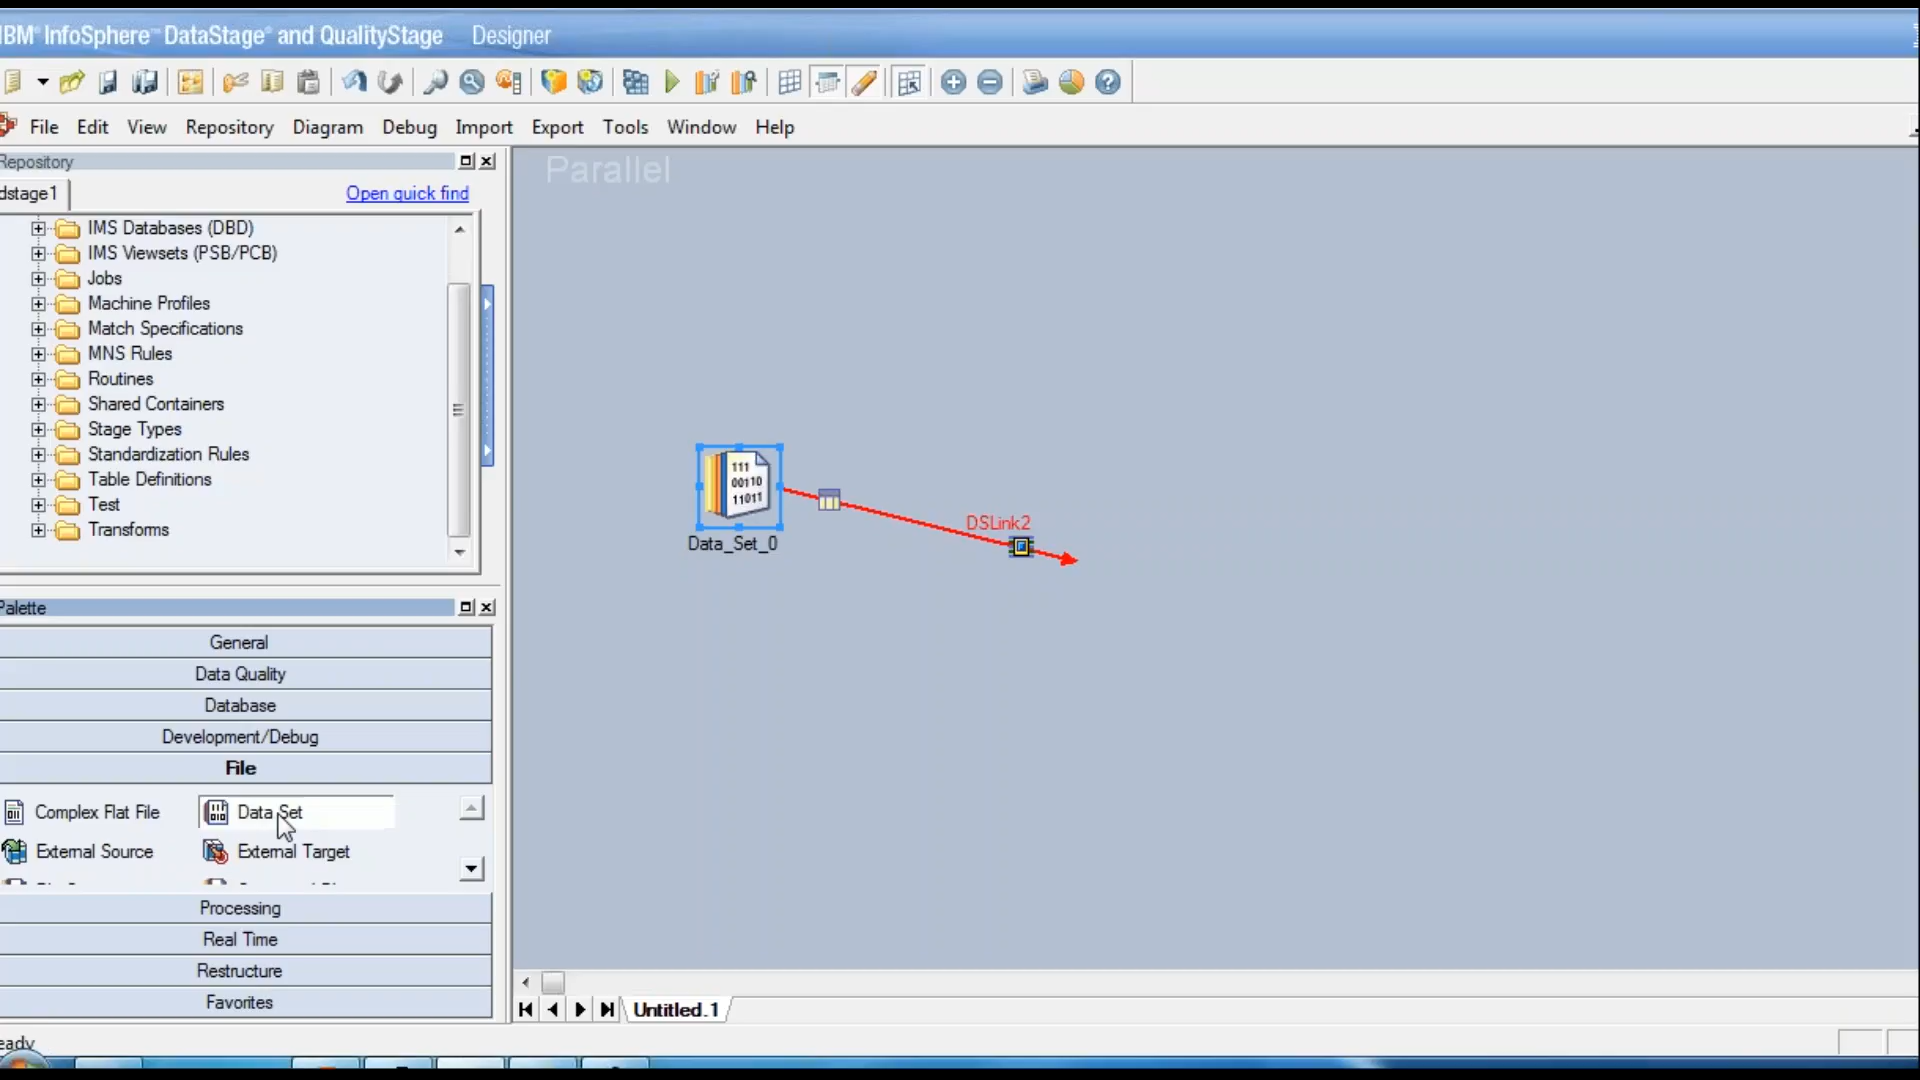 IBM® InfoSphere™ DataStage® and QualityStage Designer
File Edit View Repository Diagram Debug Import Export Tools Window Help
Repository
dstage1
Open quick find
IMS Databases (DBD)
IMS Viewsets (PSB/PCB)
Jobs
Machine Profiles
Match Specifications
MNS Rules
Routines
Shared Containers
Stage Types
Standardization Rules
Table Definitions
Test
Transforms
Parallel
111
00110
11011
Data_Set_0
DSLink2
Palette
General
Data Quality
Database
Development/Debug
File
Complex Flat File
Data Set
External Source
External Target
Processing
Real Time
Restructure
Favorites
Untitled.1
eady